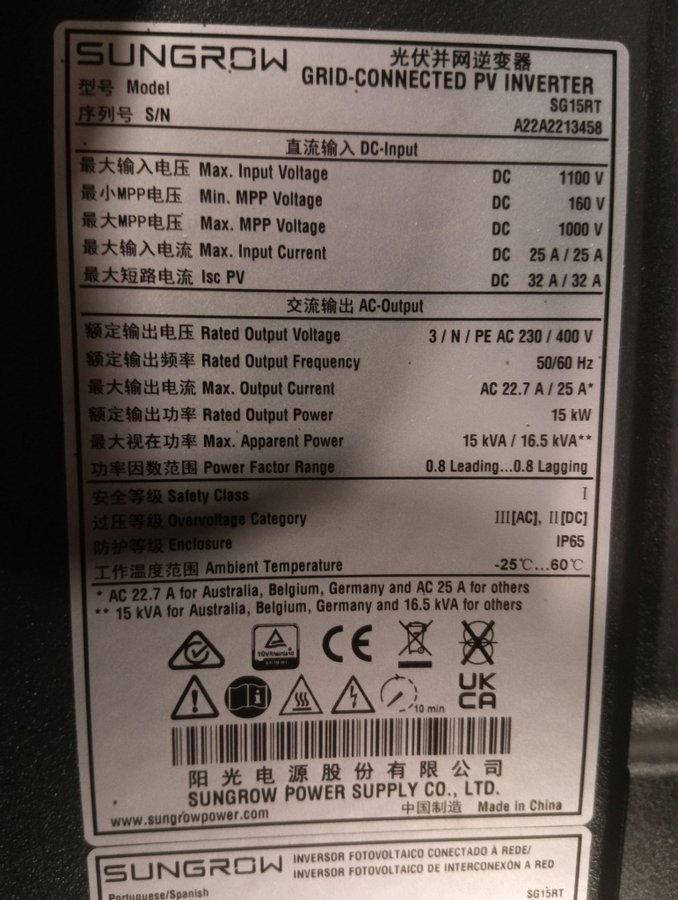 SUNGROW 光伏并网逆变器
GRID-CONNECTED PV INVERTER
型号 Model SG15RT
序列号 S/N A22A2213458
直流输入 DC-Input
最大输入电压 Max. Input Voltage DC 1100 V
最小MPP电压 Min. MPP Voltage DC 160 V
最大MPP电压 Max. MPP Voltage DC 1000 V
最大输入电流 Max. Input Current DC 25 A / 25 A
最大短路电流 Isc PV DC 32 A / 32 A
交流输出 AC-Output
额定输出电压 Rated Output Voltage 3 / N / PE AC 230 / 400 V
额定输出频率 Rated Output Frequency 50/60 Hz
最大输出电流 Max. Output Current AC 22.7 A / 25 A*
额定输出功率 Rated Output Power 15 kW
最大视在功率 Max. Apparent Power 15 kVA / 16.5 kVA**
功率因数范围 Power Factor Range 0.8 Leading...0.8 Lagging
安全等级 Safety Class I
过压等级 Overvoltage Category III[AC], II[DC]
防护等级 Enclosure IP65
工作温度范围 Ambient Temperature -25℃...60℃
* AC 22.7 A for Australia, Belgium, Germany and AC 25 A for others
** 15 kVA for Australia, Belgium, Germany and 16.5 kVA for others
TÜVRheinland CE
10 min UK
CA
阳光电源股份有限公司
SUNGROW POWER SUPPLY CO., LTD.
www.sungrowpower.com 中国制造 Made in China
SUNGROW INVERSOR FOTOVOLTAICO CONECTADO À REDE/
INVERSOR FOTOVOLTAICO DE INTERCONEXÓN A RED
Portuguese/Spanish SG15RT